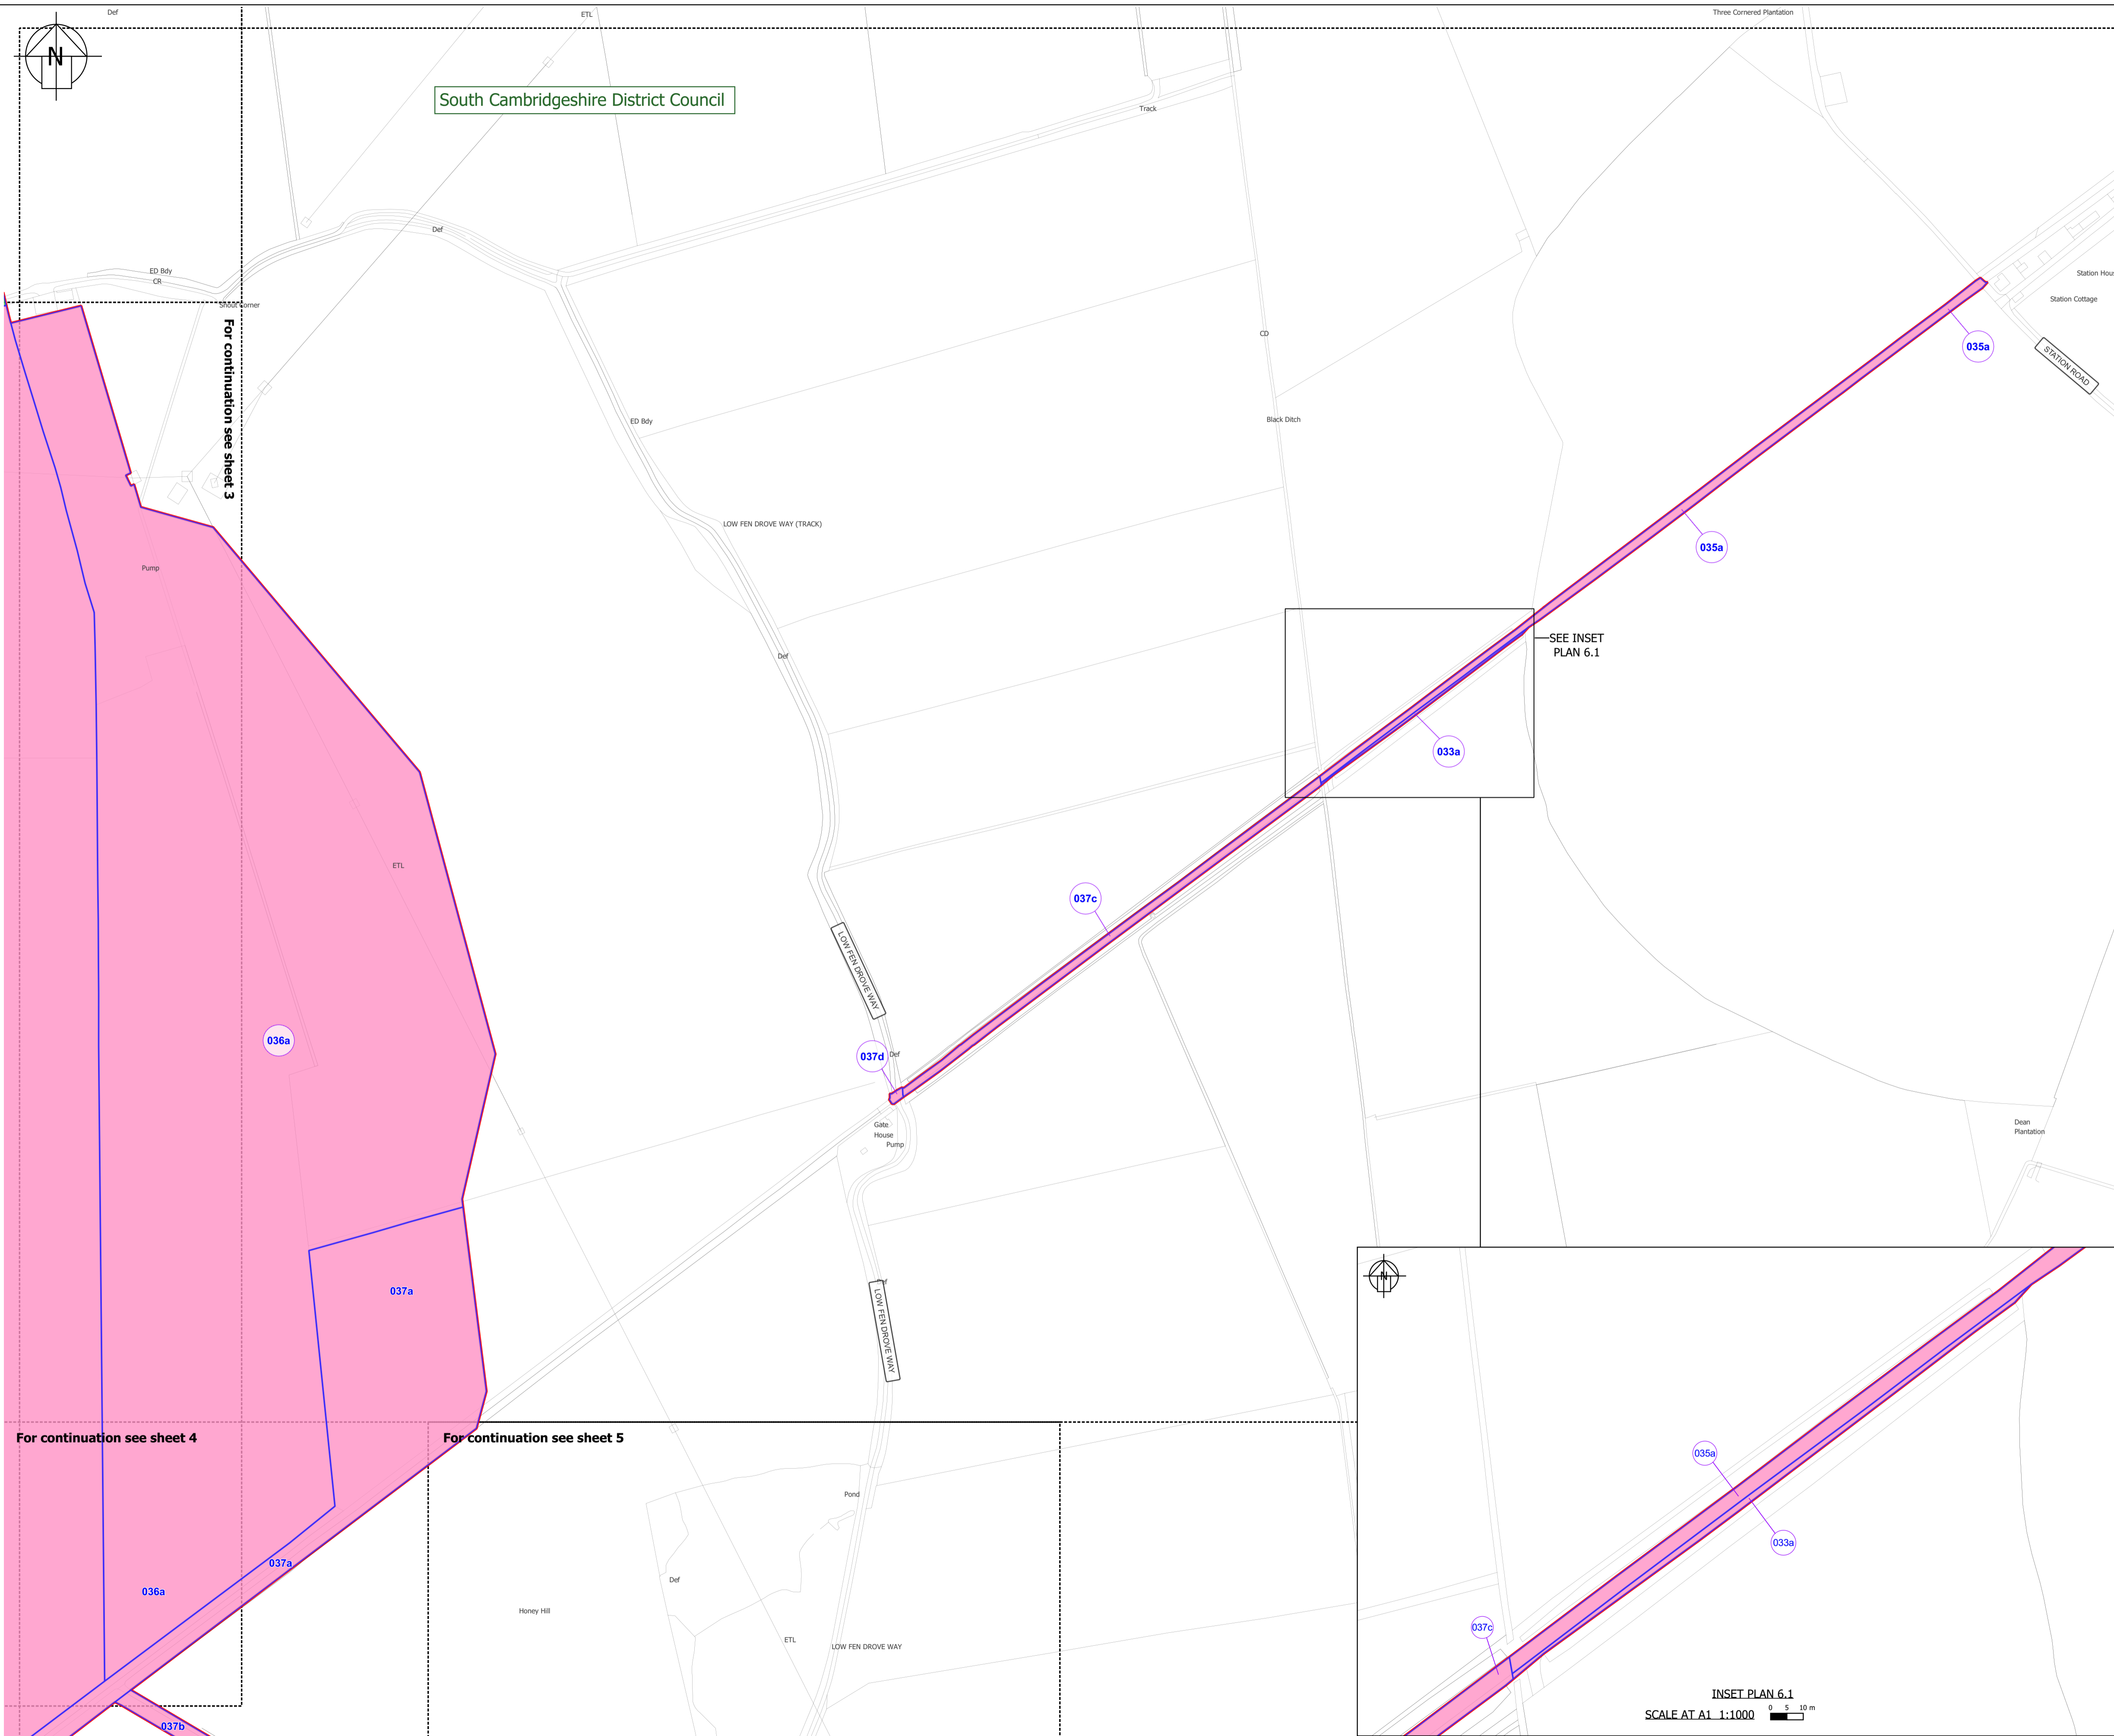 Def
ETL
Three Cornered Plantation
N
South Cambridgeshire District Council
Track
Def
ED Bdy
CR
Shout Corner
Station Cottage
For continuation see sheet 3
CD
035a
STATION ROAD
ED Bdy
Black Ditch
LOW FEN DROVE WAY (TRACK)
035a
Pump
SEE INSET
PLAN 6.1
Def
033a
ETL
037c
LOW FEN DROVE WAY
036a
037d
Def
Gate
House
Pump
Dean
Plantation
N
037a
Def
LOW FEN DROVE WAY
For continuation see sheet 4
For continuation see sheet 5
035a
Pond
033a
037a
Def
036a
Honey Hill
ETL
LOW FEN DROVE WAY
037c
037b
INSET PLAN 6.1
SCALE AT A1 1:1000
0 5 10 m